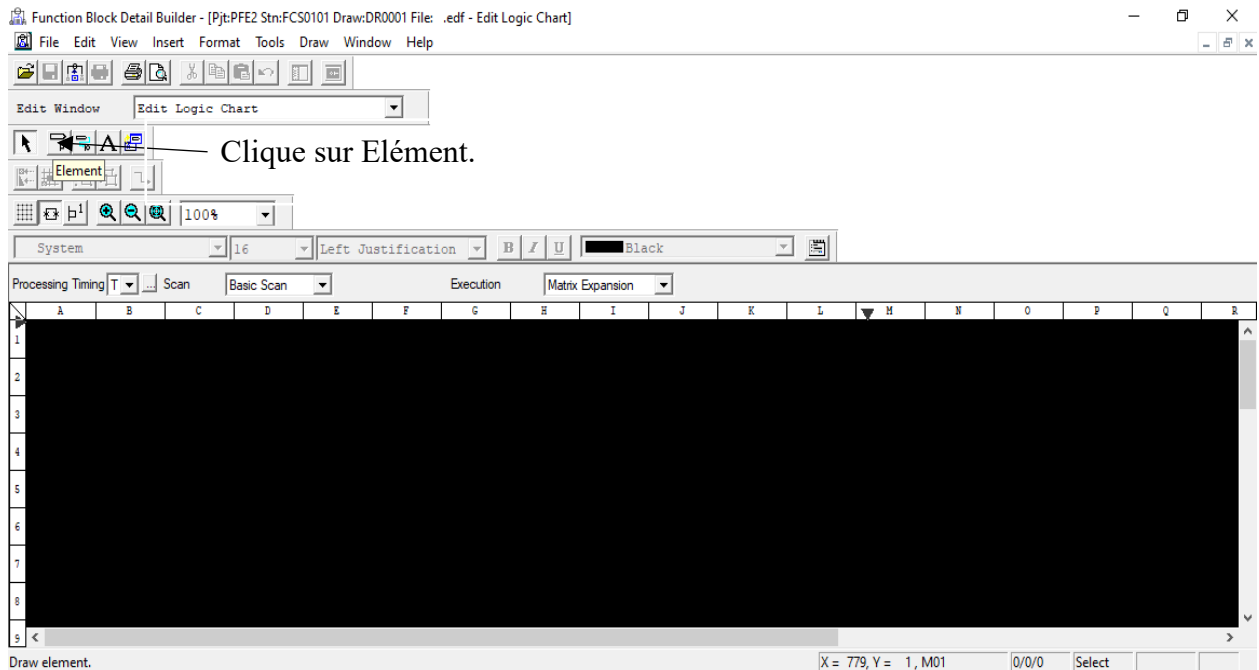 Function Block Detail Builder - [Pjt:PFE2 Stn:FCS0101 Draw:DR0001 File: .edf - Edit Logic Chart]
File Edit View Insert Format Tools Draw Window Help
Edit Window Edit Logic Chart
A
Clique sur Elément.
Element
100%
System 16 Left Justification B I U Black
Processing Timing T ... Scan Basic Scan Execution Matrix Expansion
A B C D E F G H I J K L M N O P Q R
1
2
3
4
5
6
7
8
9
Draw element. X = 779, Y = 1 , M01 0/0/0 Select